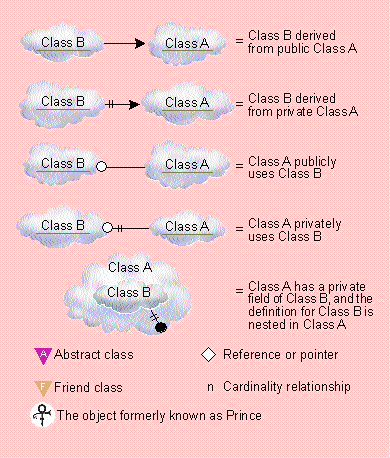 Class B Class A = Class B derived
from public Class A
Class B Class A = Class B derived
from private Class A
Class B Class A = Class A publicly
uses Class B
Class B Class A = Class A privately
uses Class B
Class A
Class B
= Class A has a private
field of Class B, and the
definition for Class B is
nested in Class A
A Abstract class
Reference or pointer
F Friend class
n Cardinality relationship
The object formerly known as Prince